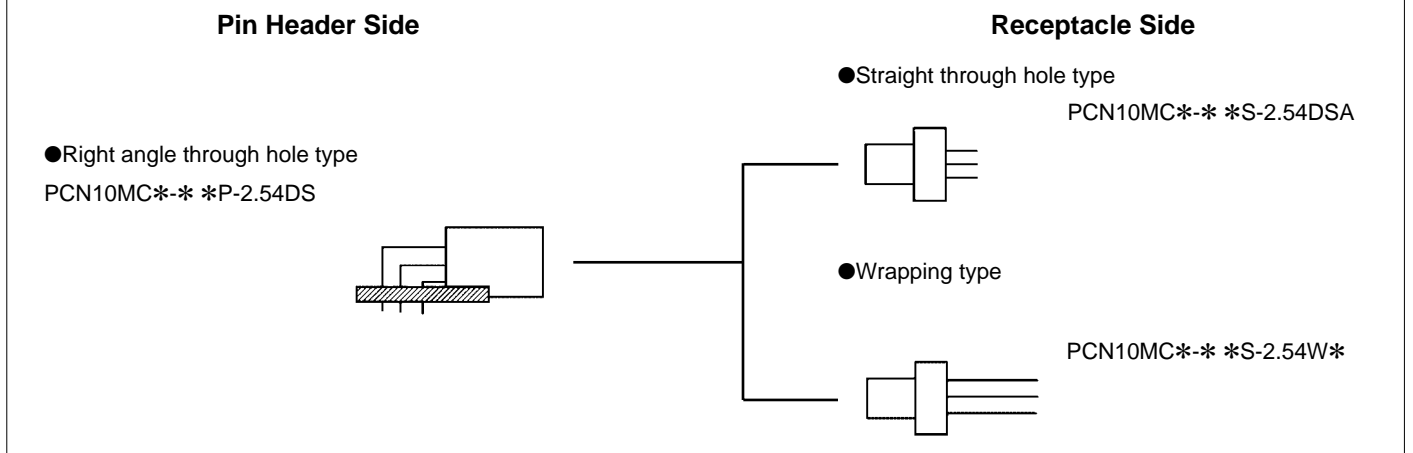 Pin Header Side
Receptacle Side
●Straight through hole type
PCN10MC✻-✻ ✻S-2.54DSA
●Right angle through hole type
PCN10MC✻-✻ ✻P-2.54DS
●Wrapping type
PCN10MC✻-✻ ✻S-2.54W✻